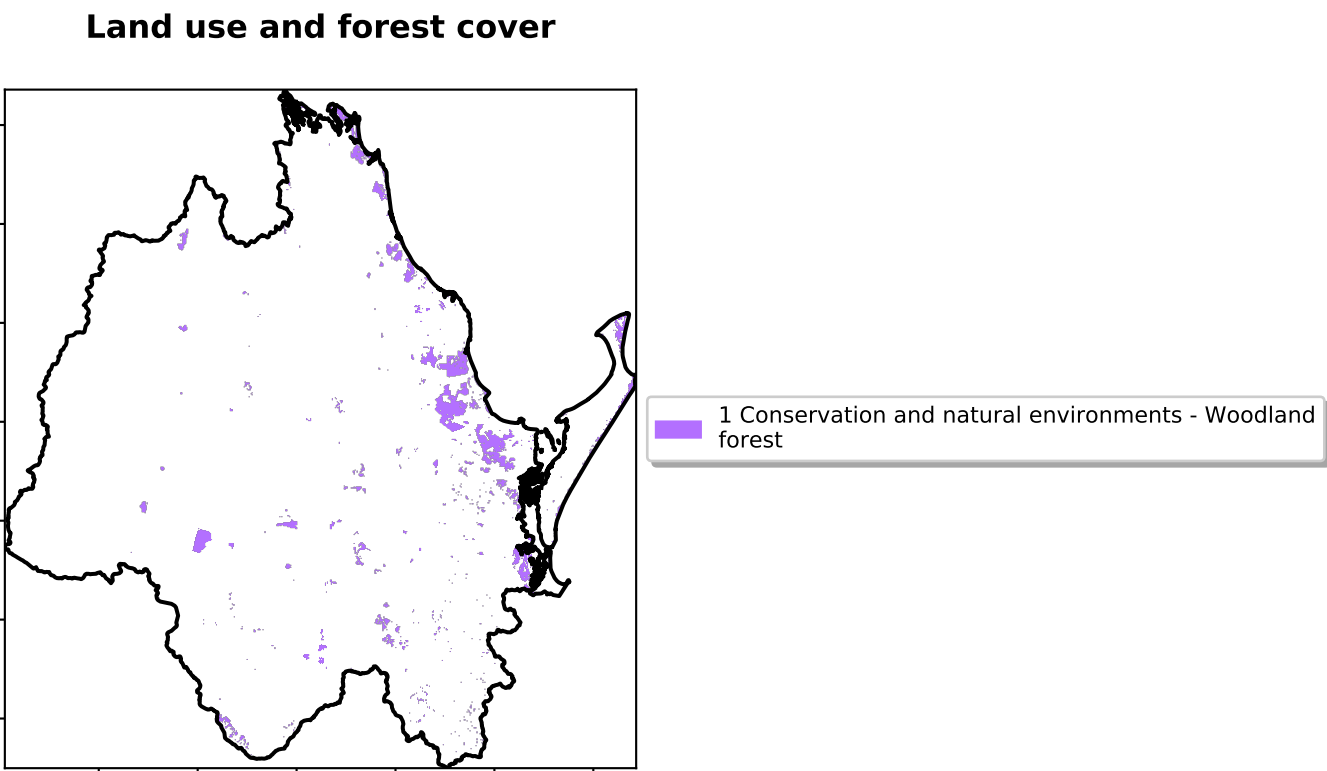 Land use and forest cover
1 Conservation and natural environments - Woodland
forest